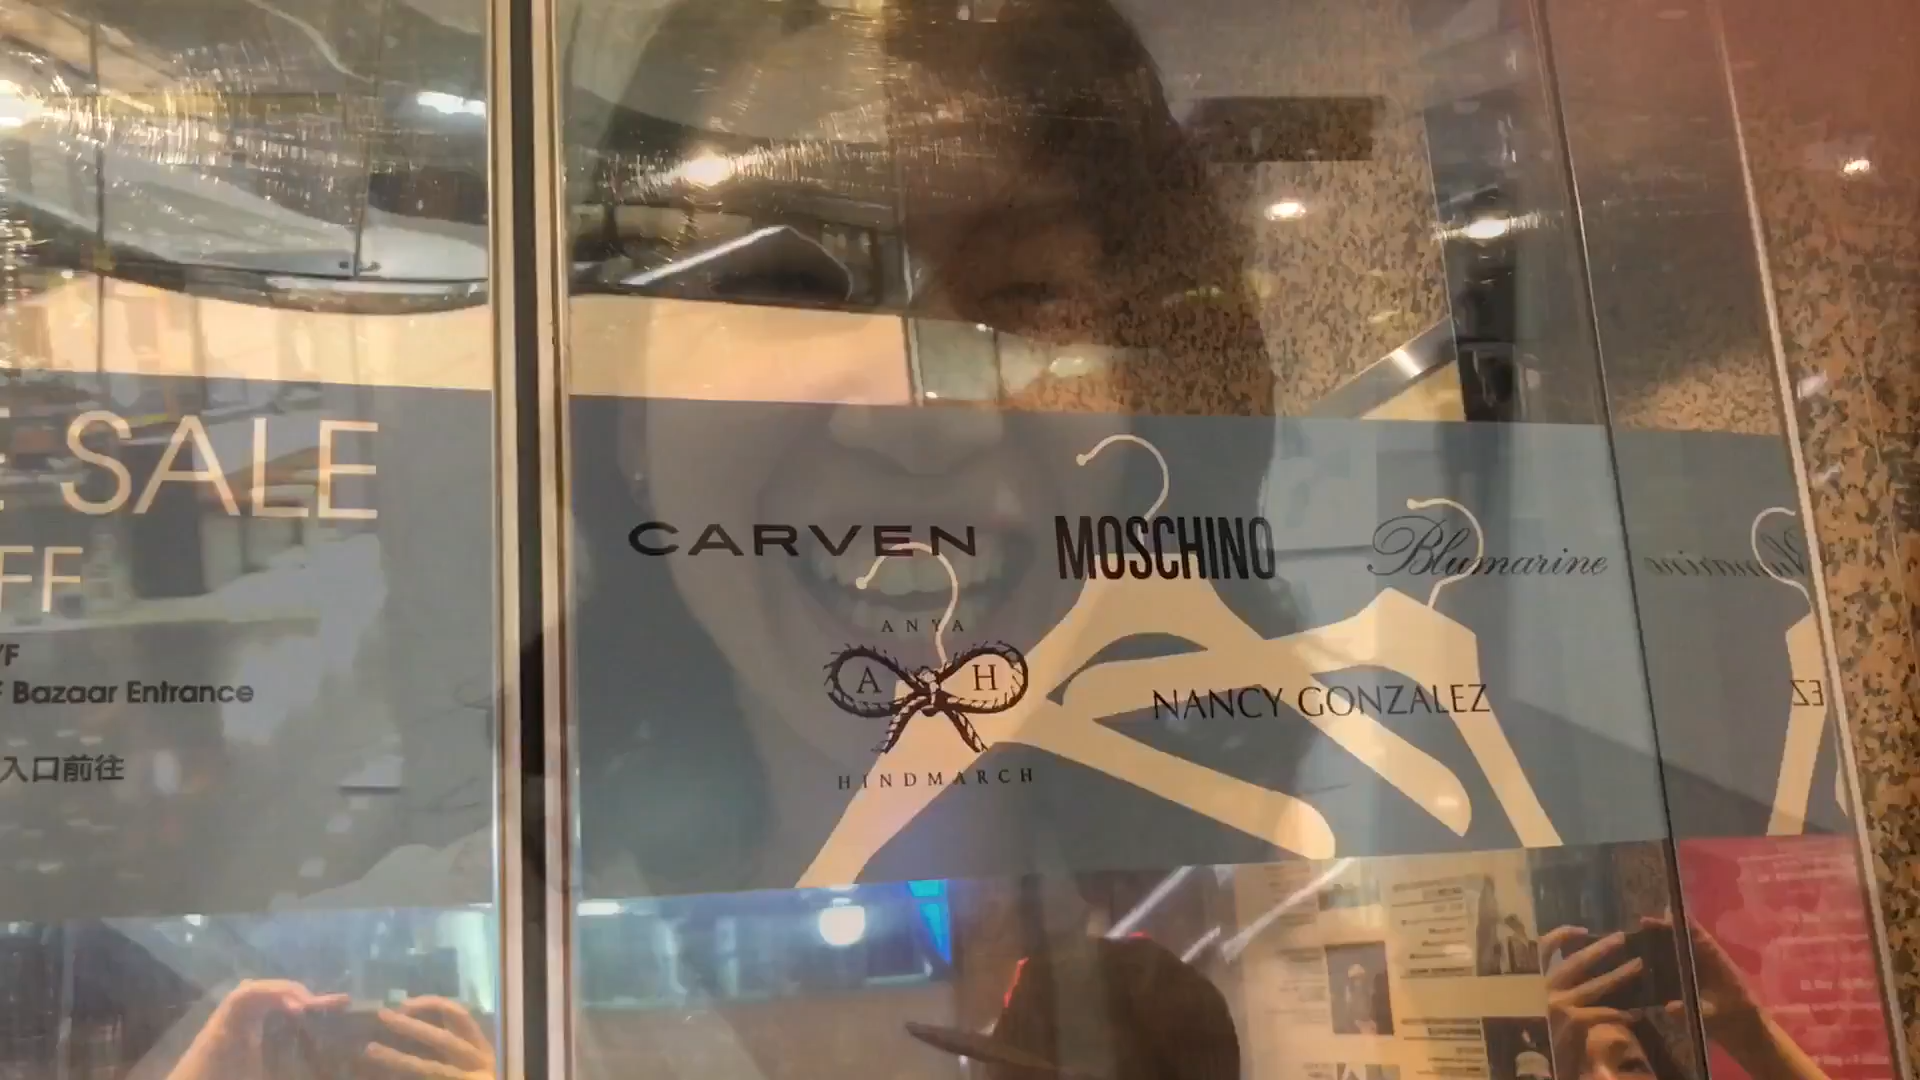 SALE
FF
/F
F Bazaar Entrance
入口前往
CARVEN
MOSCHINO
Blumarine
ANYA
A H
HINDMARCH
NANCY GONZALEZ